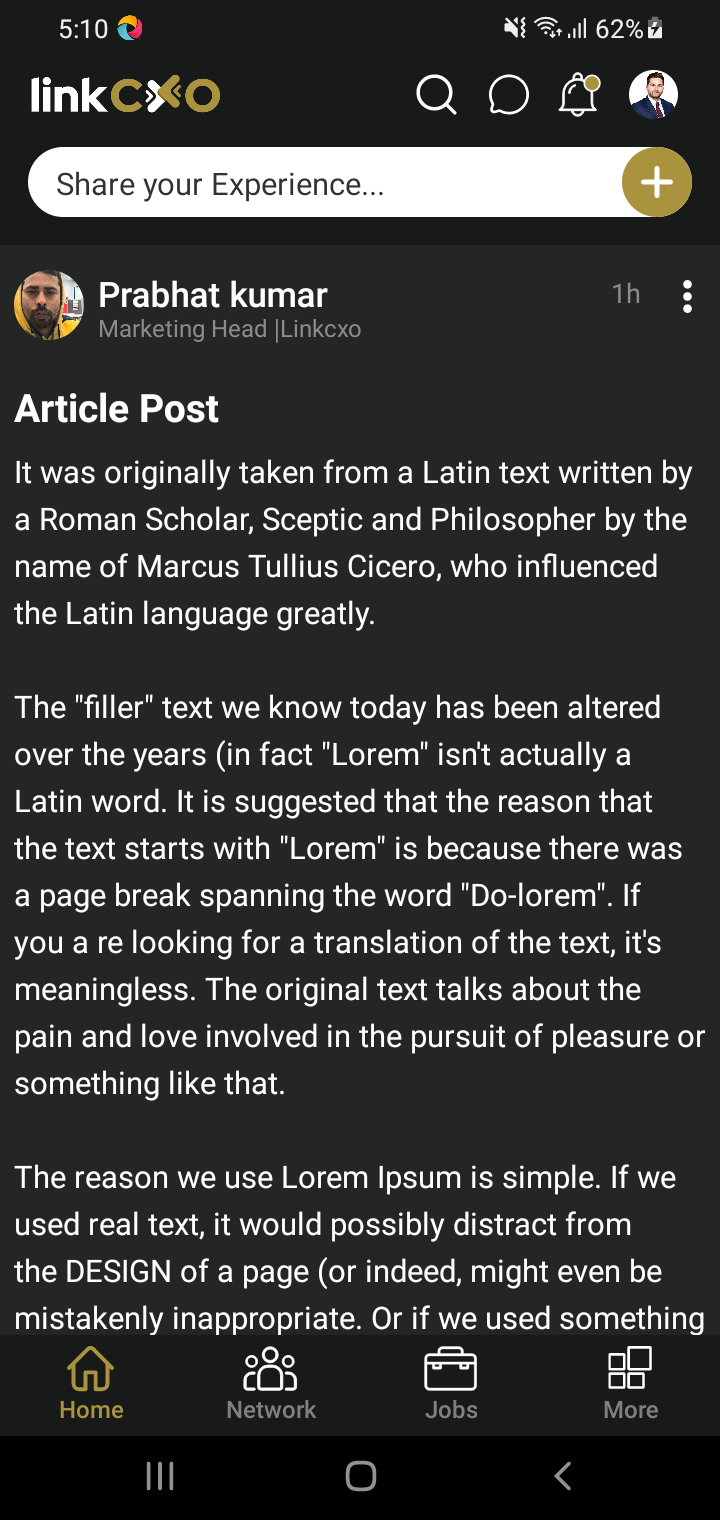 5:10
62%
linkCXO
Share your Experience...
Prabhat kumar
1h
Marketing Head |Linkcxo
Article Post
It was originally taken from a Latin text written by
a Roman Scholar, Sceptic and Philosopher by the
name of Marcus Tullius Cicero, who influenced
the Latin language greatly.
The "filler" text we know today has been altered
over the years (in fact "Lorem" isn't actually a
Latin word. It is suggested that the reason that
the text starts with "Lorem" is because there was
a page break spanning the word "Do-lorem". If
you a re looking for a translation of the text, it's
meaningless. The original text talks about the
pain and love involved in the pursuit of pleasure or
something like that.
The reason we use Lorem Ipsum is simple. If we
used real text, it would possibly distract from
the DESIGN of a page (or indeed, might even be
mistakenly inappropriate. Or if we used something
Home
Network
Jobs
More